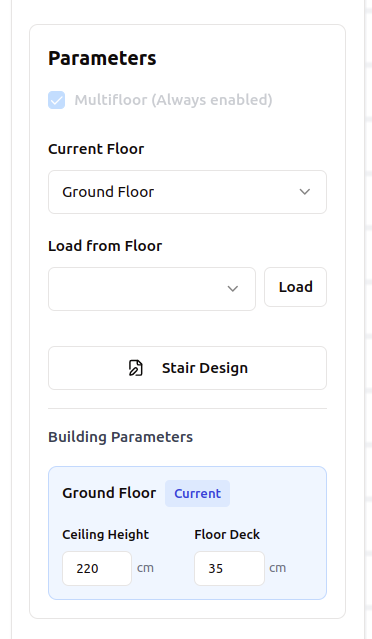 Parameters
Multifloor (Always enabled)
Current Floor
Ground Floor
Load from Floor
Load
Stair Design
Building Parameters
Ground Floor Current
Ceiling Height Floor Deck
220 cm 35 cm